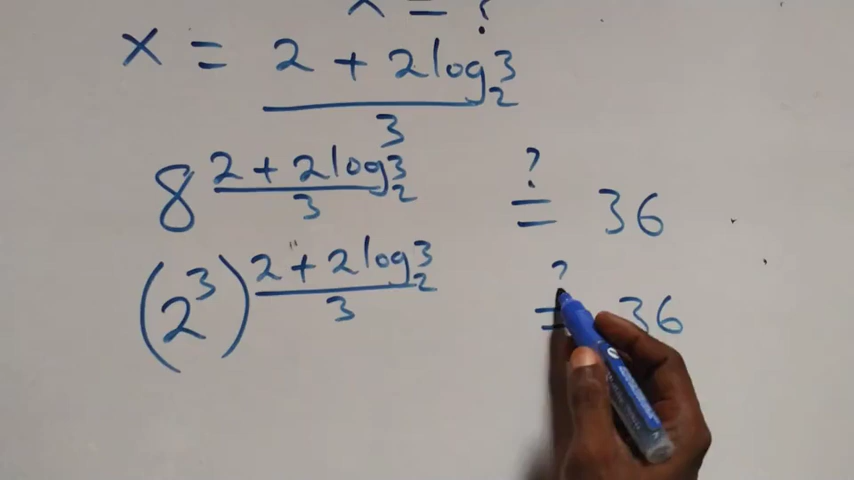 x = ?
x = (2 + 2log₂3)/3
8^((2 + 2log₂3)/3) ?= 36
(2³)^((2 + 2log₂3)/3) ?= 36